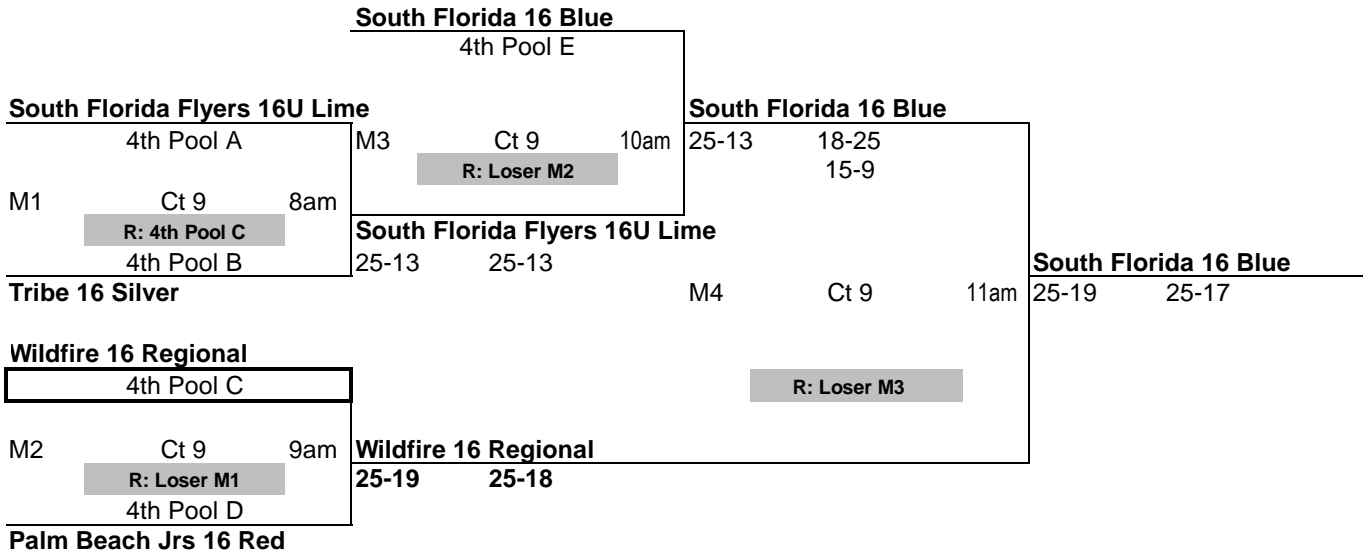 South Florida 16 Blue
4th Pool E
South Florida Flyers 16U Lime
South Florida 16 Blue
4th Pool A
M3 Ct 9 10am 25-13 18-25
R: Loser M2 15-9
M1 Ct 9 8am
R: 4th Pool C
South Florida Flyers 16U Lime
4th Pool B
25-13 25-13
South Florida 16 Blue
Tribe 16 Silver
M4 Ct 9 11am 25-19 25-17
Wildfire 16 Regional
4th Pool C
R: Loser M3
M2 Ct 9 9am
Wildfire 16 Regional
R: Loser M1
25-19 25-18
4th Pool D
Palm Beach Jrs 16 Red